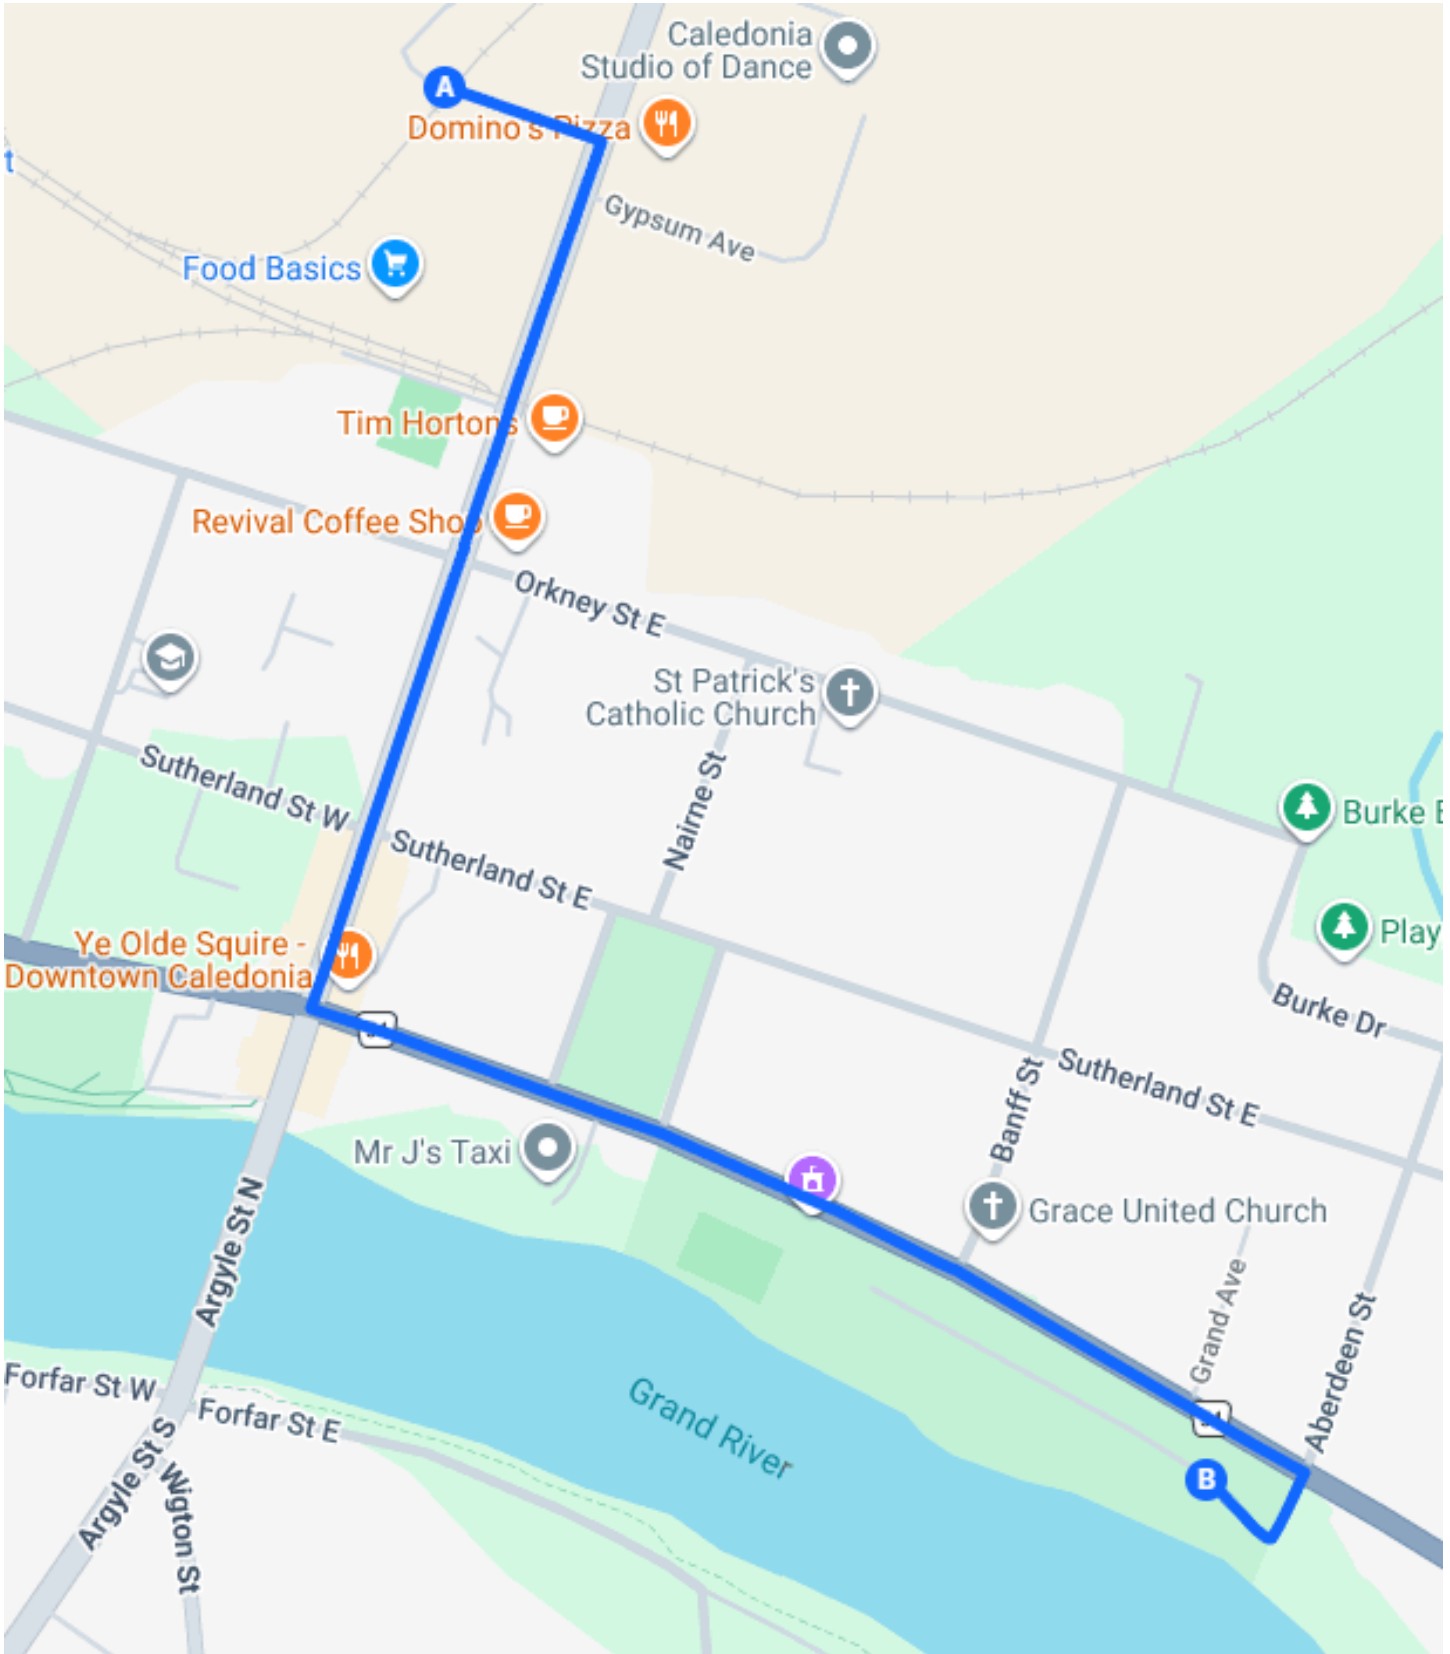 Caledonia
Studio of Dance
A
Domino's Pizza
t
Gypsum Ave
Food Basics
Tim Hortons
Revival Coffee Shop
Orkney St E
St Patrick's
Catholic Church
Sutherland St W
Nairne St
Burke
Sutherland St E
Play
Ye Olde Squire -
Downtown Caledonia
Burke Dr
Sutherland St E
Banff St
Mr J's Taxi
Argyle St N
Grace United Church
Grand Ave
Aberdeen St
Forfar St W
Forfar St E
Grand River
Argyle St S
Wigton St
B